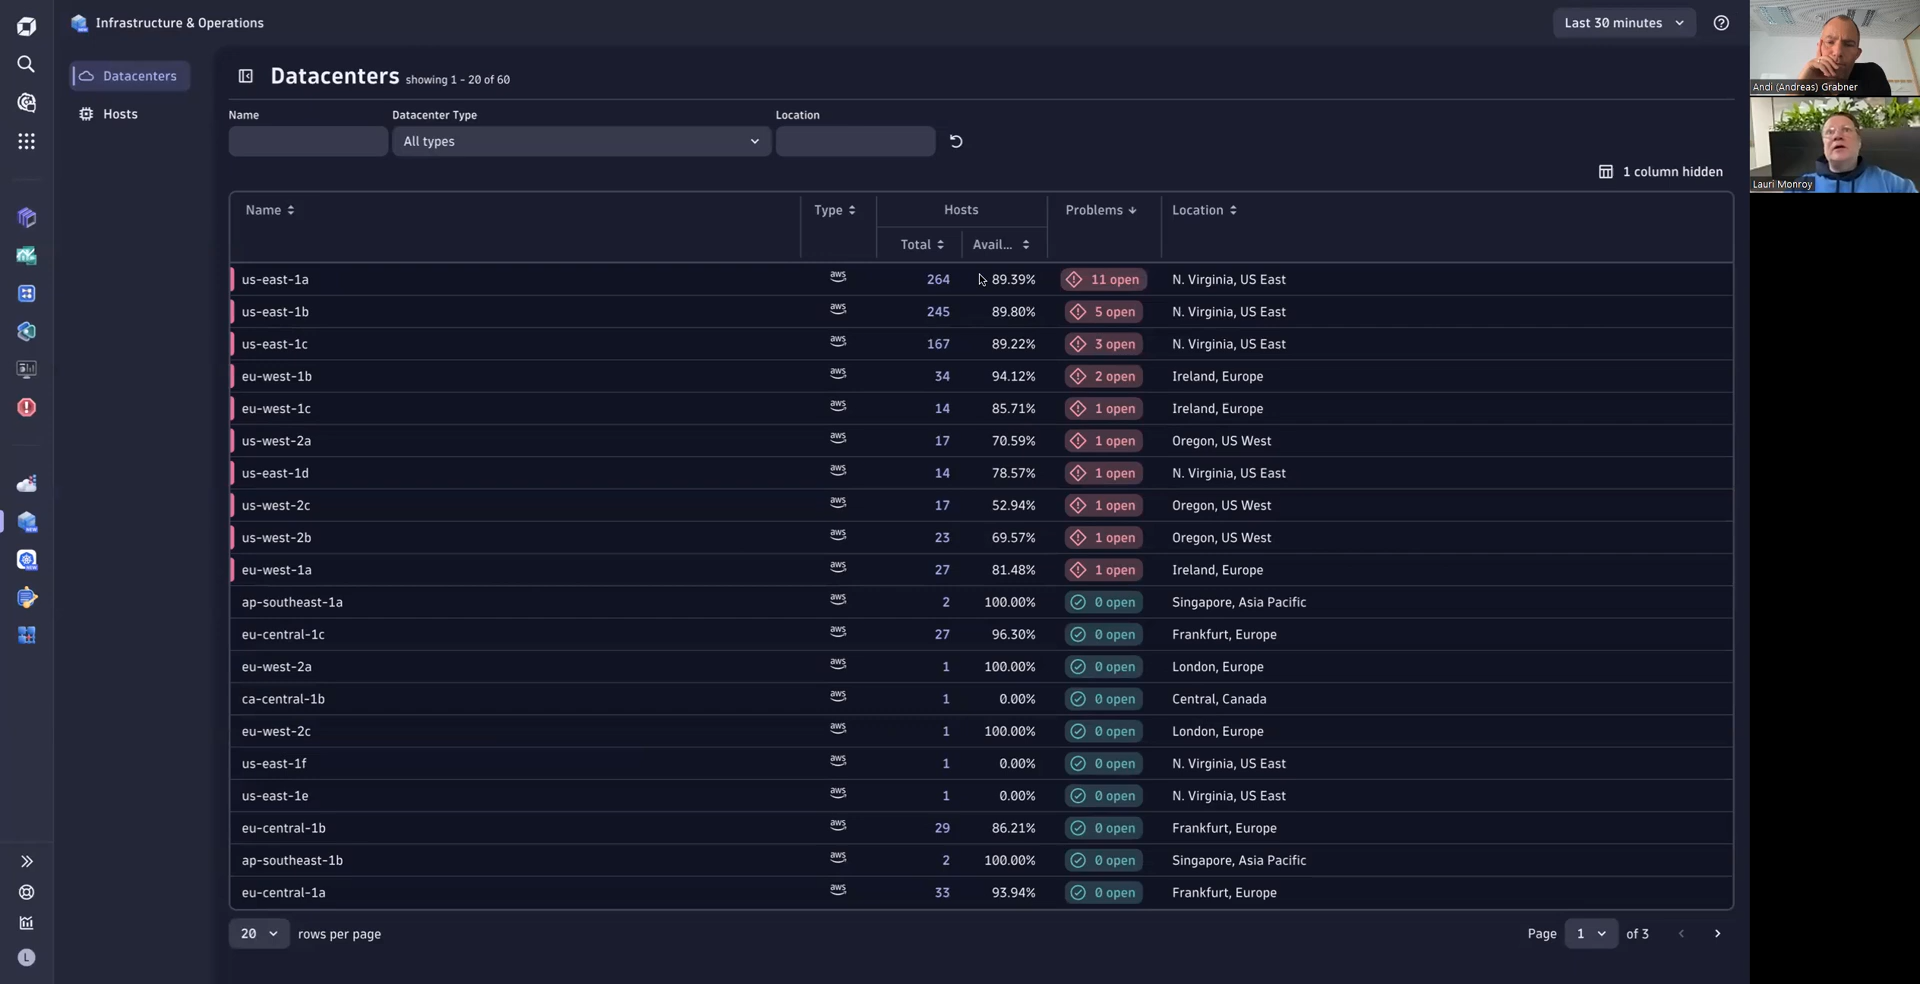 Infrastructure & Operations
Last 30 minutes
Andi (Andreas) Grabner
Lauri Monroy
Datacenters
Hosts
Datacenters showing 1 - 20 of 60
Name Datacenter Type Location
All types
1 column hidden
Name Type Hosts Problems Location
Total Avail...
us-east-1a aws 264 89.39% 11 open N. Virginia, US East
us-east-1b aws 245 89.80% 5 open N. Virginia, US East
us-east-1c aws 167 89.22% 3 open N. Virginia, US East
eu-west-1b aws 34 94.12% 2 open Ireland, Europe
eu-west-1c aws 14 85.71% 1 open Ireland, Europe
us-west-2a aws 17 70.59% 1 open Oregon, US West
us-east-1d aws 14 78.57% 1 open N. Virginia, US East
us-west-2c aws 17 52.94% 1 open Oregon, US West
us-west-2b aws 23 69.57% 1 open Oregon, US West
eu-west-1a aws 27 81.48% 1 open Ireland, Europe
ap-southeast-1a aws 2 100.00% 0 open Singapore, Asia Pacific
eu-central-1c aws 27 96.30% 0 open Frankfurt, Europe
eu-west-2a aws 1 100.00% 0 open London, Europe
ca-central-1b aws 1 0.00% 0 open Central, Canada
eu-west-2c aws 1 100.00% 0 open London, Europe
us-east-1f aws 1 0.00% 0 open N. Virginia, US East
us-east-1e aws 1 0.00% 0 open N. Virginia, US East
eu-central-1b aws 29 86.21% 0 open Frankfurt, Europe
ap-southeast-1b aws 2 100.00% 0 open Singapore, Asia Pacific
eu-central-1a aws 33 93.94% 0 open Frankfurt, Europe
20 rows per page
Page 1 of 3
L